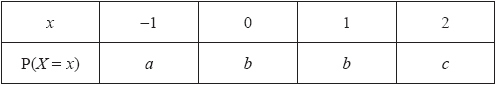 x −1 0 1 2
P(X = x) a b b c